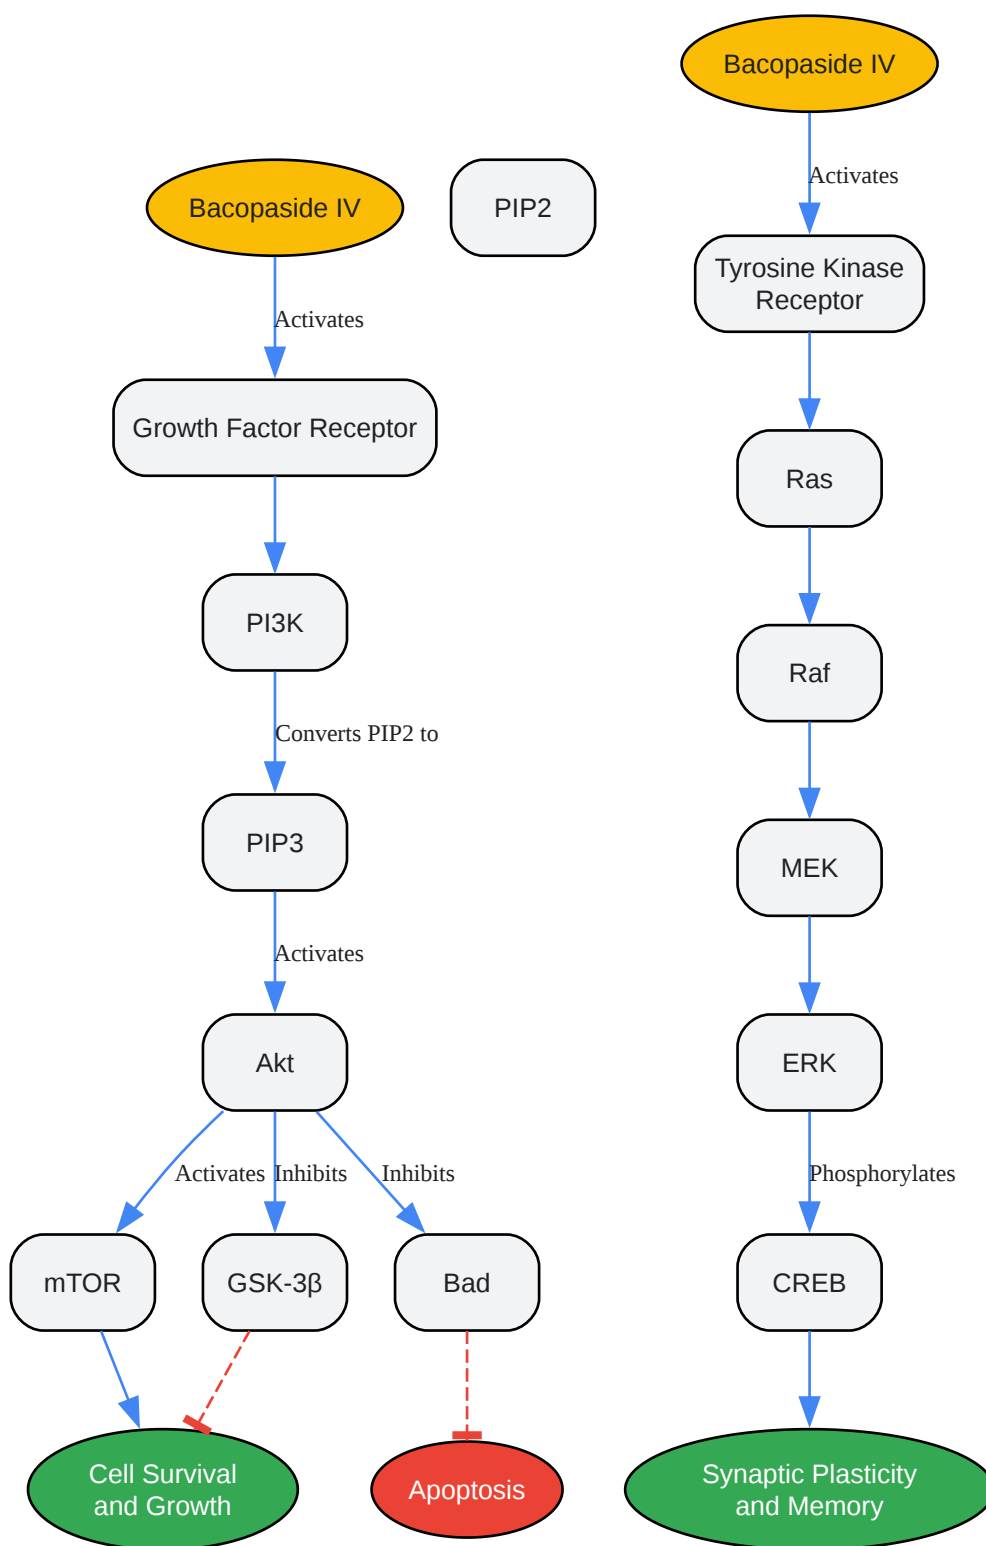 Bacopaside IV
PIP2
Activates
Growth Factor Receptor
PI3K
Converts PIP2 to
PIP3
Activates
Akt
Activates
Inhibits
Inhibits
mTOR
GSK-3β
Bad
Cell Survival
and Growth
Apoptosis
Bacopaside IV
Activates
Tyrosine Kinase
Receptor
Ras
Raf
MEK
ERK
Phosphorylates
CREB
Synaptic Plasticity
and Memory